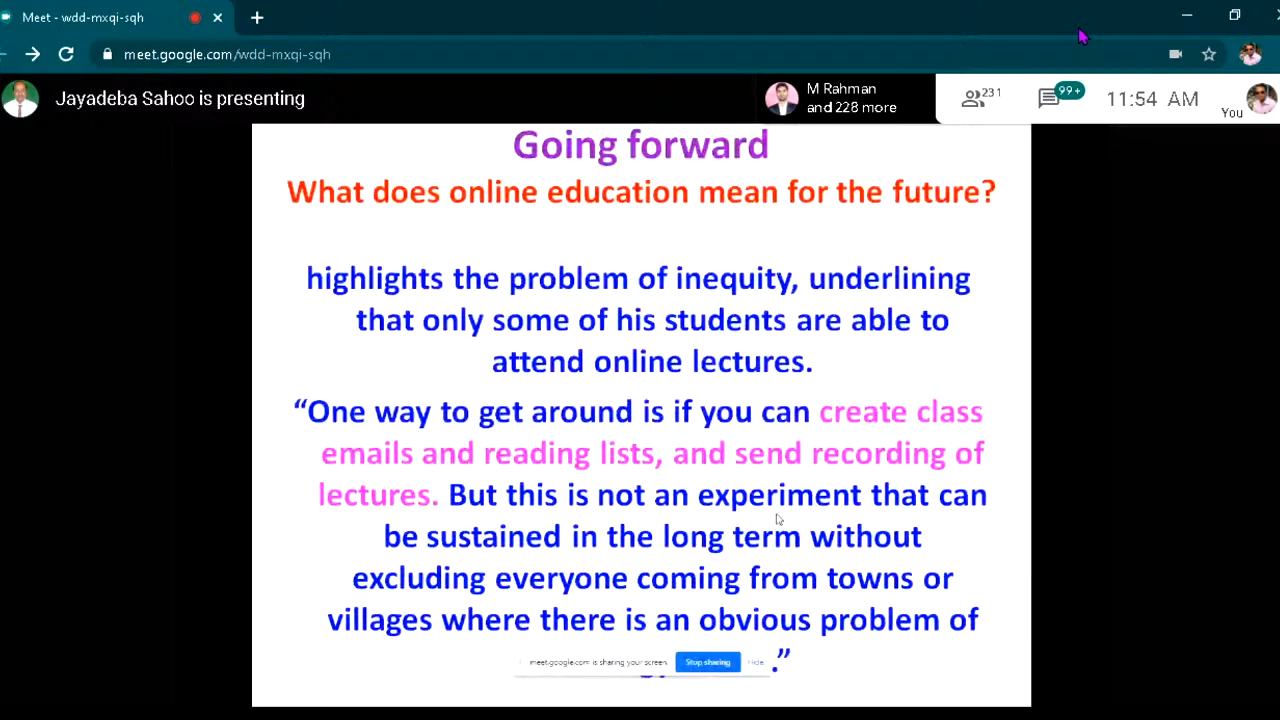 Meet - wdd-mxqi-sqh
meet.google.com/wdd-mxqi-sqh
Jayadeba Sahoo is presenting
M Rahman
and 228 more
231
99+
11:54 AM
You
Going forward
What does online education mean for the future?
highlights the problem of inequity, underlining
that only some of his students are able to
attend online lectures.
“One way to get around is if you can create class
emails and reading lists, and send recording of
lectures. But this is not an experiment that can
be sustained in the long term without
excluding everyone coming from towns or
villages where there is an obvious problem of
.”
meet.google.com is sharing your screen.
Stop sharing
Hide